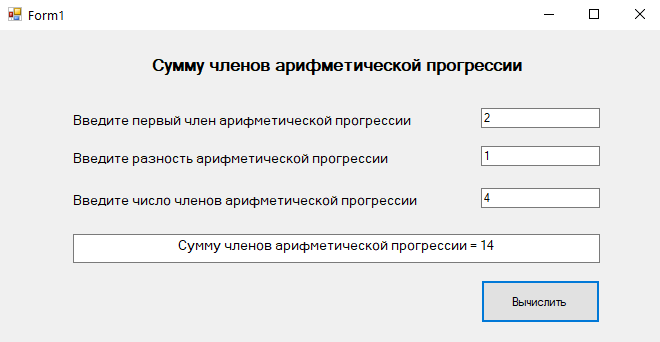 Form1
Сумму членов арифметической прогрессии
Введите первый член арифметической прогрессии
2
Введите разность арифметической прогрессии
1
Введите число членов арифметической прогрессии
4
Сумму членов арифметической прогрессии = 14
Вычислить